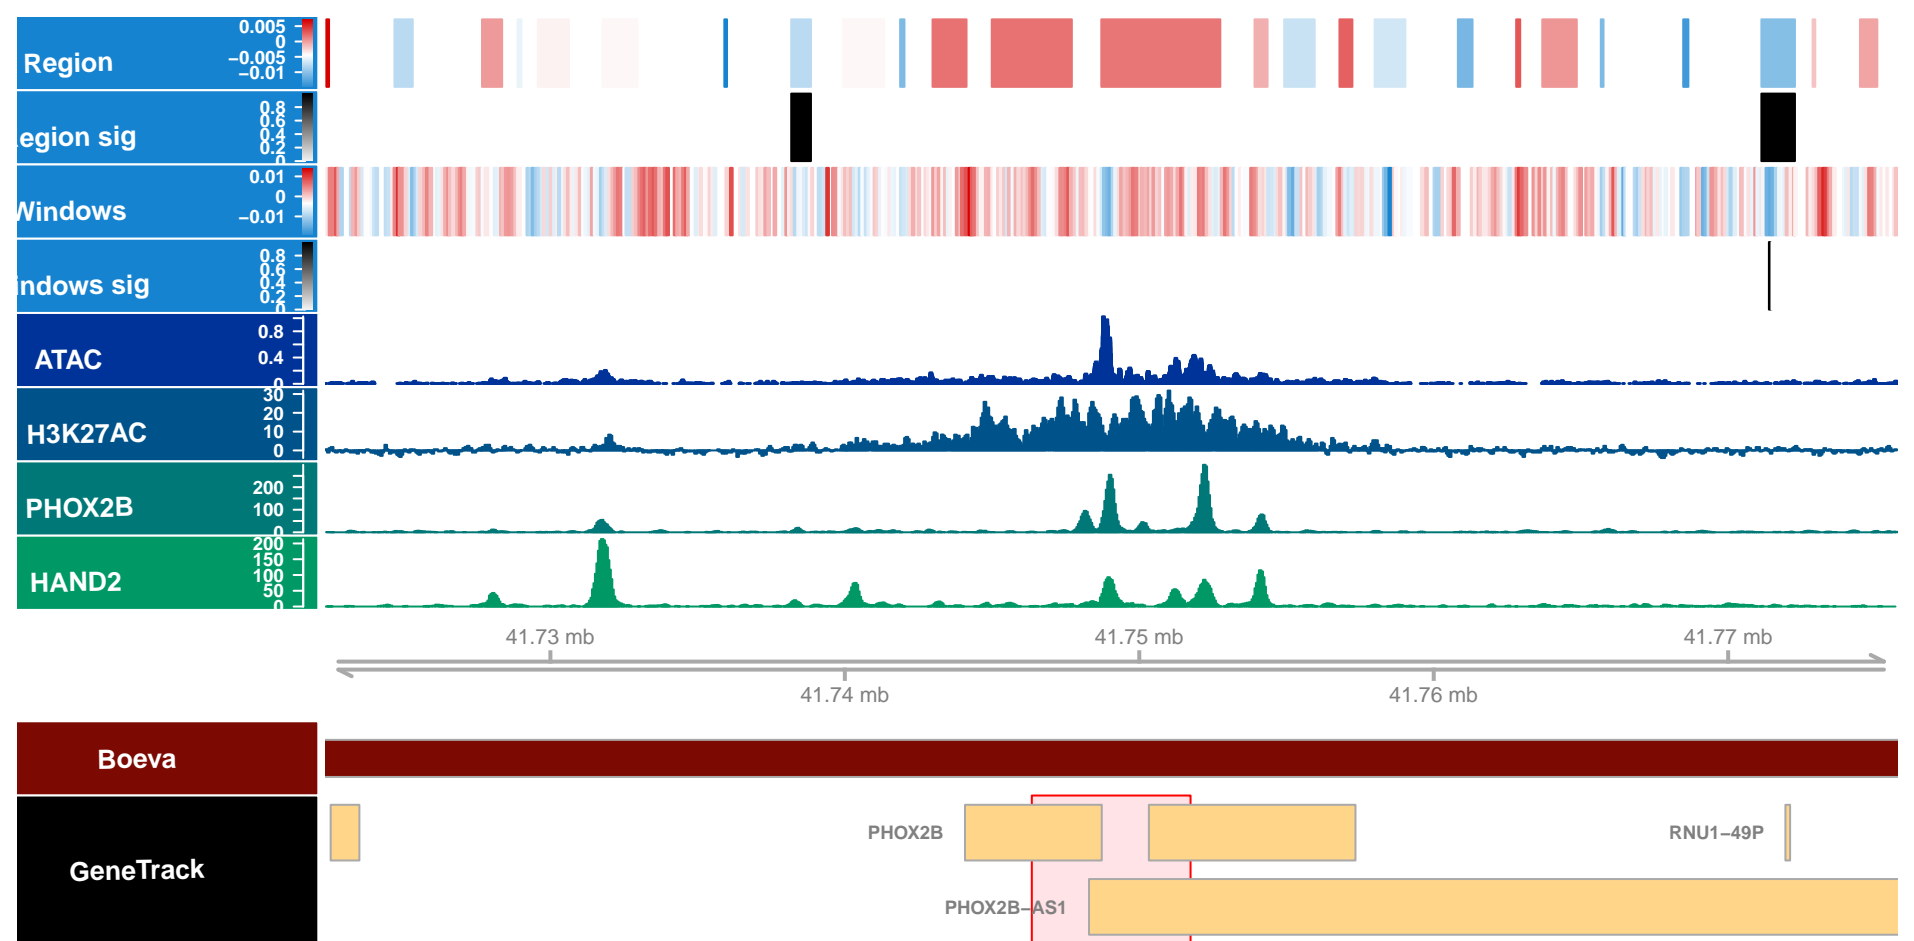 Region
0.005
0
−0.005
−0.01
egion sig
0.8
0.6
0.4
0.2
0
Windows
0.01
0
−0.01
indows sig
0.8
0.6
0.4
0.2
0
ATAC
0.8
0.4
0
H3K27AC
30
20
10
0
PHOX2B
200
100
0
HAND2
200
150
100
50
0
41.73 mb
41.75 mb
41.77 mb
41.74 mb
41.76 mb
Boeva
GeneTrack
PHOX2B
RNU1−49P
PHOX2B−AS1